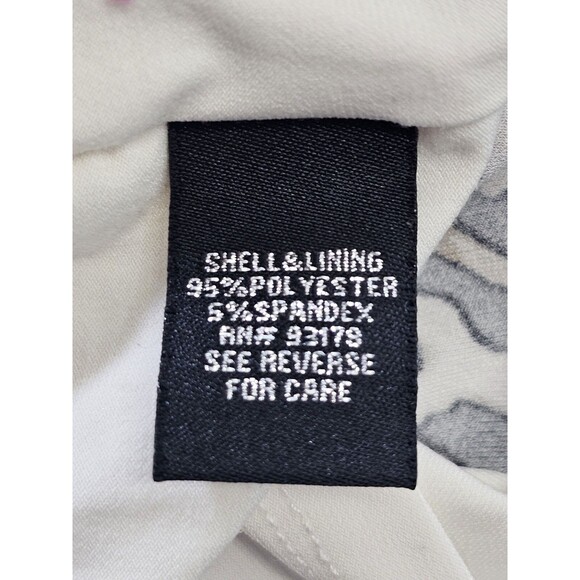 SHELL&LINING
95%POLYESTER
5%SPANDEX
RN# 93178
SEE REVERSE
FOR CARE